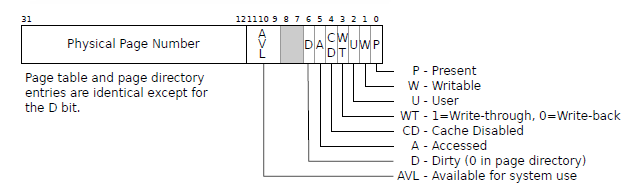 31 12 11 10 9 8 7 6 5 4 3 2 1 0
Physical Page Number A V L D A C D W T U W P
Page table and page directory
entries are identical except for
the D bit.
P - Present
W - Writable
U - User
WT - 1=Write-through, 0=Write-back
CD - Cache Disabled
A - Accessed
D - Dirty (0 in page directory)
AVL - Available for system use